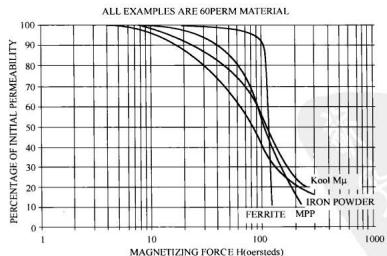 ALL EXAMPLES ARE 60PERM MATERIAL
PERCENTAGE OF INITIAL PERMEABILITY
100
90
80
70
60
50
40
30
20
10
0
Kool Mµ
IRON POWDER
FERRITE MPP
1 10 100 1000
MAGNETIZING FORCE H(oersteds)